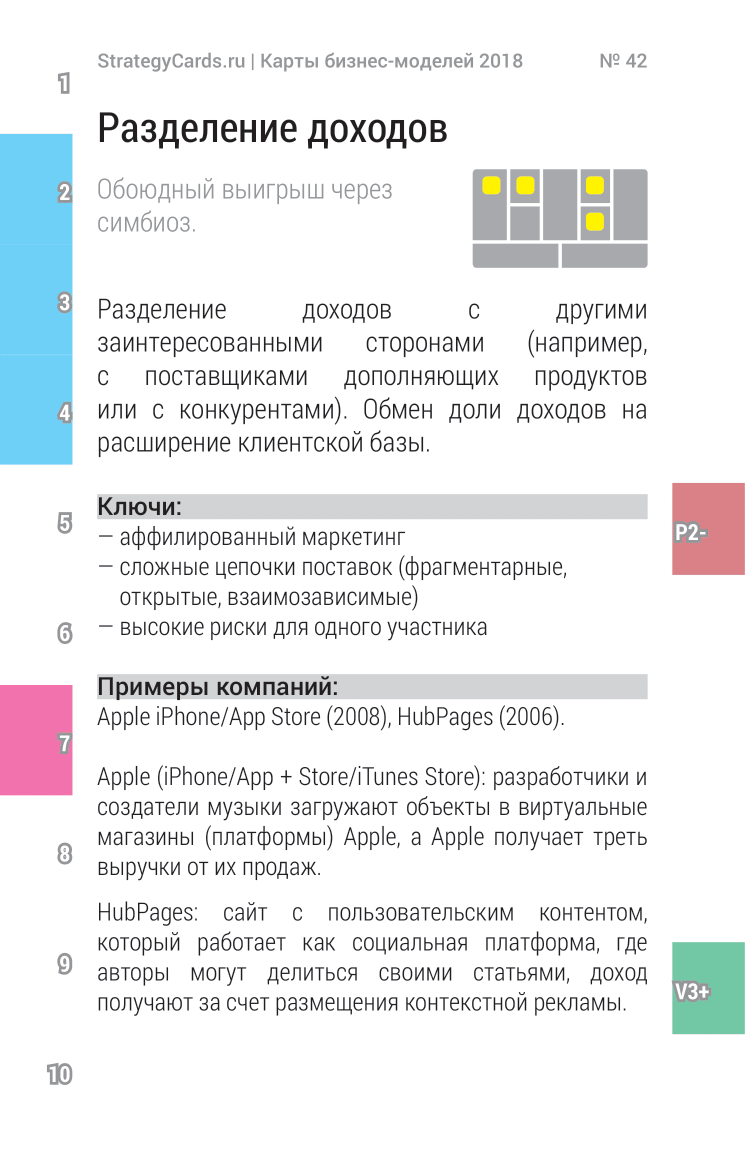 StrategyCards.ru | Карты бизнес-моделей 2018 № 42
1
Разделение доходов
2
Обоюдный выигрыш через
симбиоз.
3
Разделение доходов с другими
заинтересованными сторонами (например,
с поставщиками дополняющих продуктов
4
или с конкурентами). Обмен доли доходов на
расширение клиентской базы.
Ключи:
5
— аффилированный маркетинг
P2-
— сложные цепочки поставок (фрагментарные,
открытые, взаимозависимые)
6
— высокие риски для одного участника
Примеры компаний:
Apple iPhone/App Store (2008), HubPages (2006).
7
Apple (iPhone/App + Store/iTunes Store): разработчики и
создатели музыки загружают объекты в виртуальные
магазины (платформы) Apple, а Apple получает треть
8
выручки от их продаж.
HubPages: сайт с пользовательским контентом,
который работает как социальная платформа, где
9
авторы могут делиться своими статьями, доход
V3+
получают за счет размещения контекстной рекламы.
10